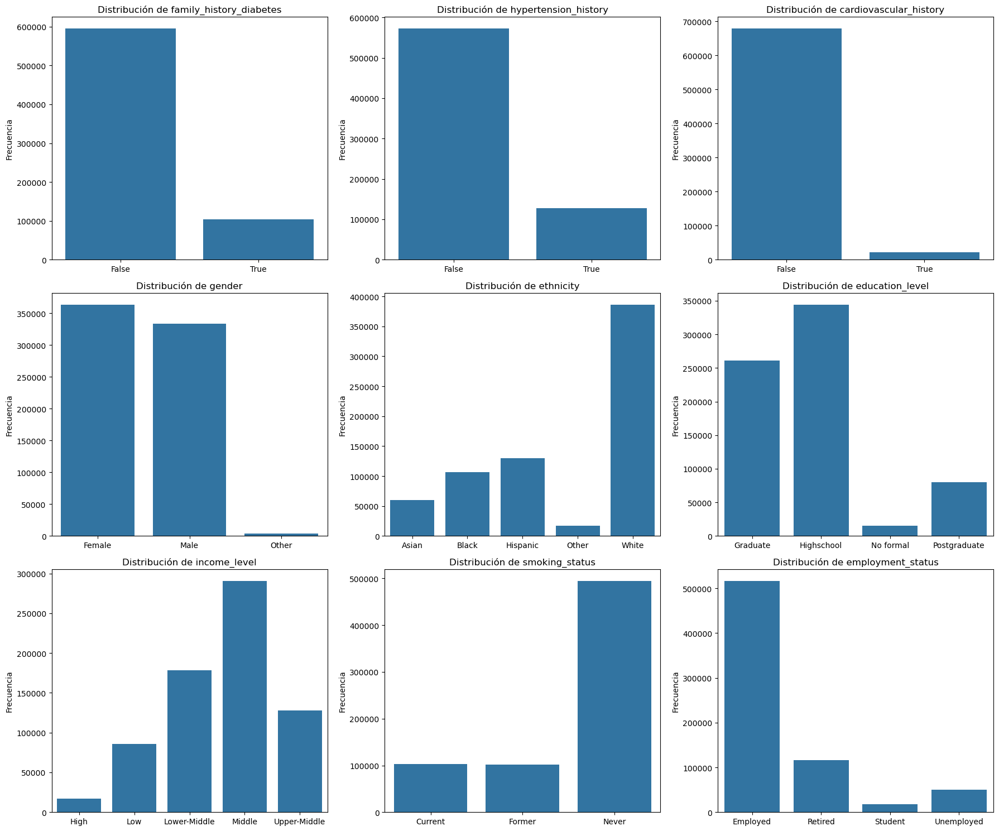 Distribución de family_history_diabetes
Distribución de hypertension_history
Distribución de cardiovascular_history
Frecuencia
600000
500000
400000
300000
200000
100000
0
False
True
Frecuencia
600000
500000
400000
300000
200000
100000
0
False
True
Frecuencia
700000
600000
500000
400000
300000
200000
100000
0
False
True
Distribución de gender
Distribución de ethnicity
Distribución de education_level
Frecuencia
350000
300000
250000
200000
150000
100000
50000
0
Female
Male
Other
Frecuencia
400000
350000
300000
250000
200000
150000
100000
50000
0
Asian
Black
Hispanic
Other
White
Frecuencia
350000
300000
250000
200000
150000
100000
50000
0
Graduate
Highschool
No formal
Postgraduate
Distribución de income_level
Distribución de smoking_status
Distribución de employment_status
Frecuencia
300000
250000
200000
150000
100000
50000
0
High
Low
Lower-Middle
Middle
Upper-Middle
Frecuencia
500000
400000
300000
200000
100000
0
Current
Former
Never
Frecuencia
500000
400000
300000
200000
100000
0
Employed
Retired
Student
Unemployed